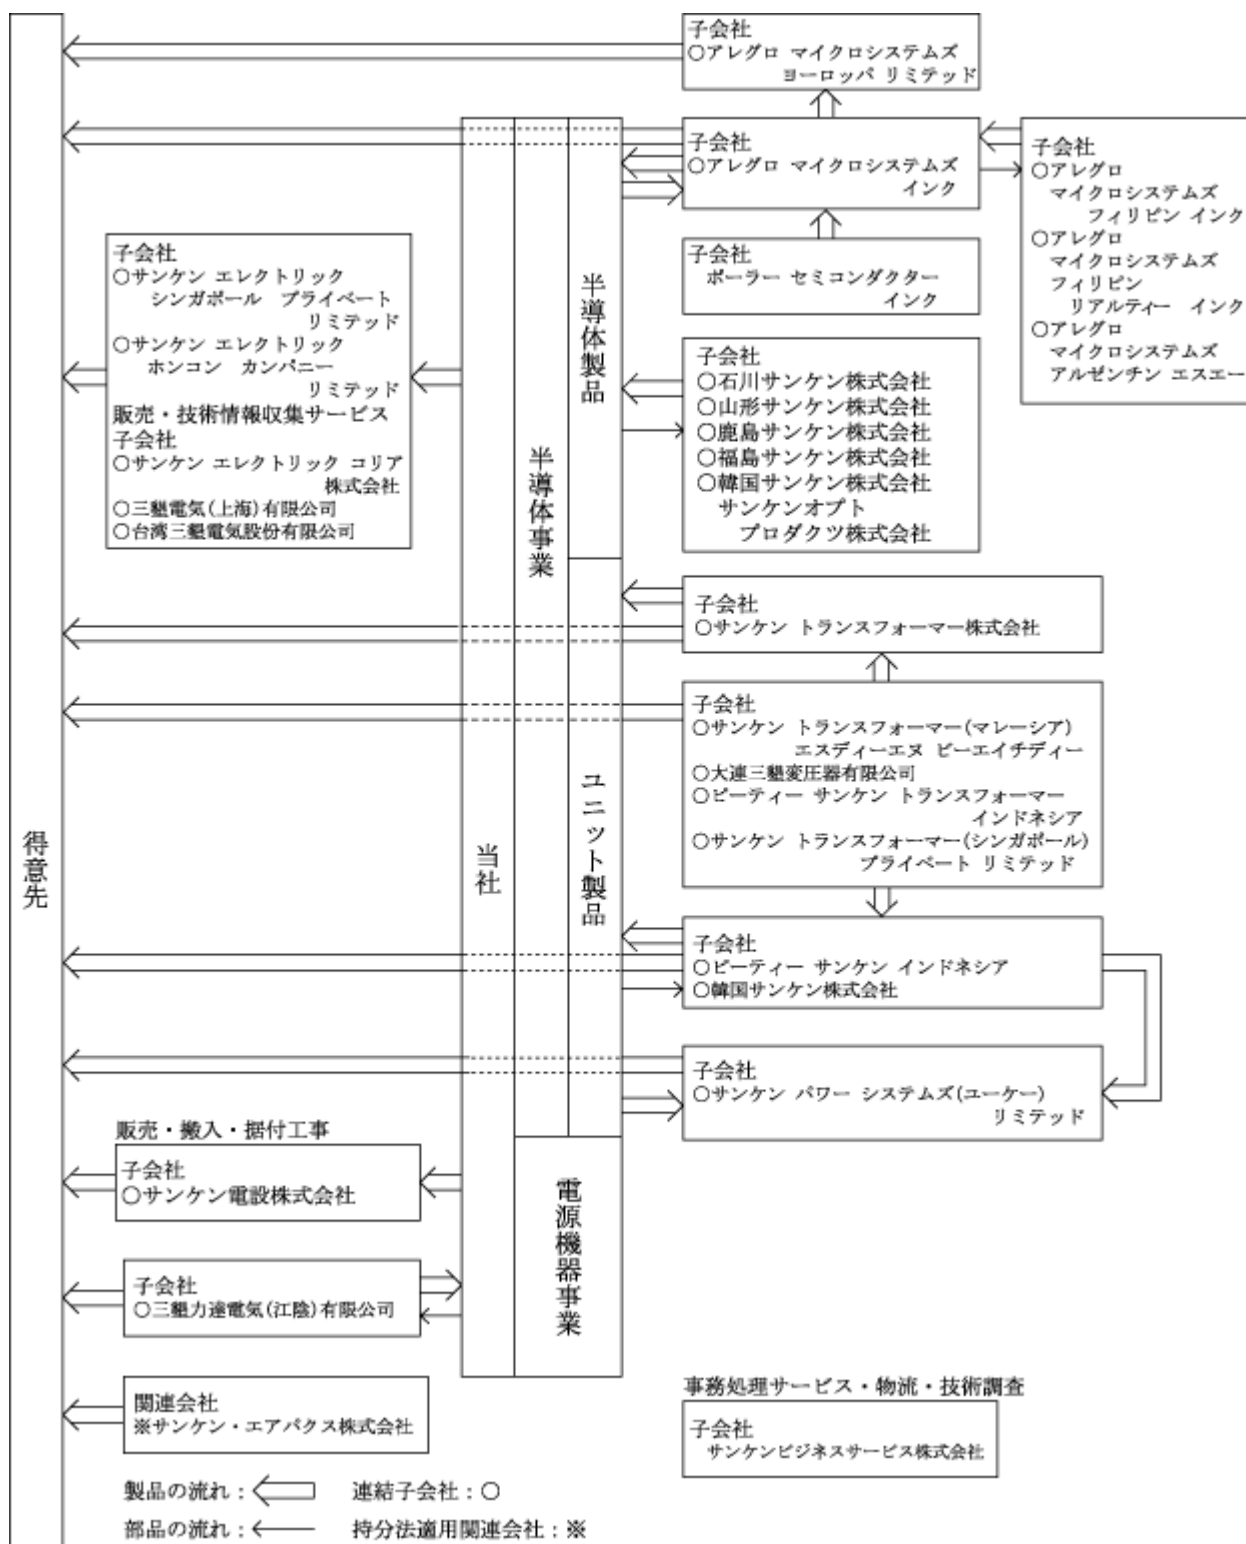 子会社
○アレグロ マイクロシステムズ
ヨーロッパ リミテッド
子会社
○アレグロ マイクロシステムズ
インク
子会社
○アレグロ
マイクロシステムズ
フィリピン インク
○アレグロ
マイクロシステムズ
フィリピン
リアルティー インク
○アレグロ
マイクロシステムズ
アルゼンチン エスエー
子会社
ポーラー セミコンダクター
インク
子会社
○サンケン エレクトリック
シンガポール プライベート
リミテッド
○サンケン エレクトリック
ホンコン カンパニー
リミテッド
販売・技術情報収集サービス
子会社
○サンケン エレクトリック コリア
株式会社
○三墾電気(上海)有限公司
○台湾三墾電気股份有限公司
半導体製品
子会社
○石川サンケン株式会社
○山形サンケン株式会社
○鹿島サンケン株式会社
○福島サンケン株式会社
○韓国サンケン株式会社
サンケンオプト
プロダクツ株式会社
半導体事業
子会社
○サンケン トランスフォーマー株式会社
子会社
○サンケン トランスフォーマー(マレーシア)
エスディーエヌ ビーエイチディー
○大連三墾変圧器有限公司
○ピーティー サンケン トランスフォーマー
インドネシア
○サンケン トランスフォーマー(シンガポール)
プライベート リミテッド
ユニット製品
得意先
当社
子会社
○ピーティー サンケン インドネシア
○韓国サンケン株式会社
子会社
○サンケン パワー システムズ(ユーケー)
リミテッド
販売・搬入・据付工事
子会社
○サンケン電設株式会社
電源機器事業
子会社
○三墾力達電気(江陰)有限公司
関連会社
※サンケン・エアパクス株式会社
事務処理サービス・物流・技術調査
子会社
サンケンビジネスサービス株式会社
製品の流れ： 連結子会社：○
部品の流れ： 持分法適用関連会社：※